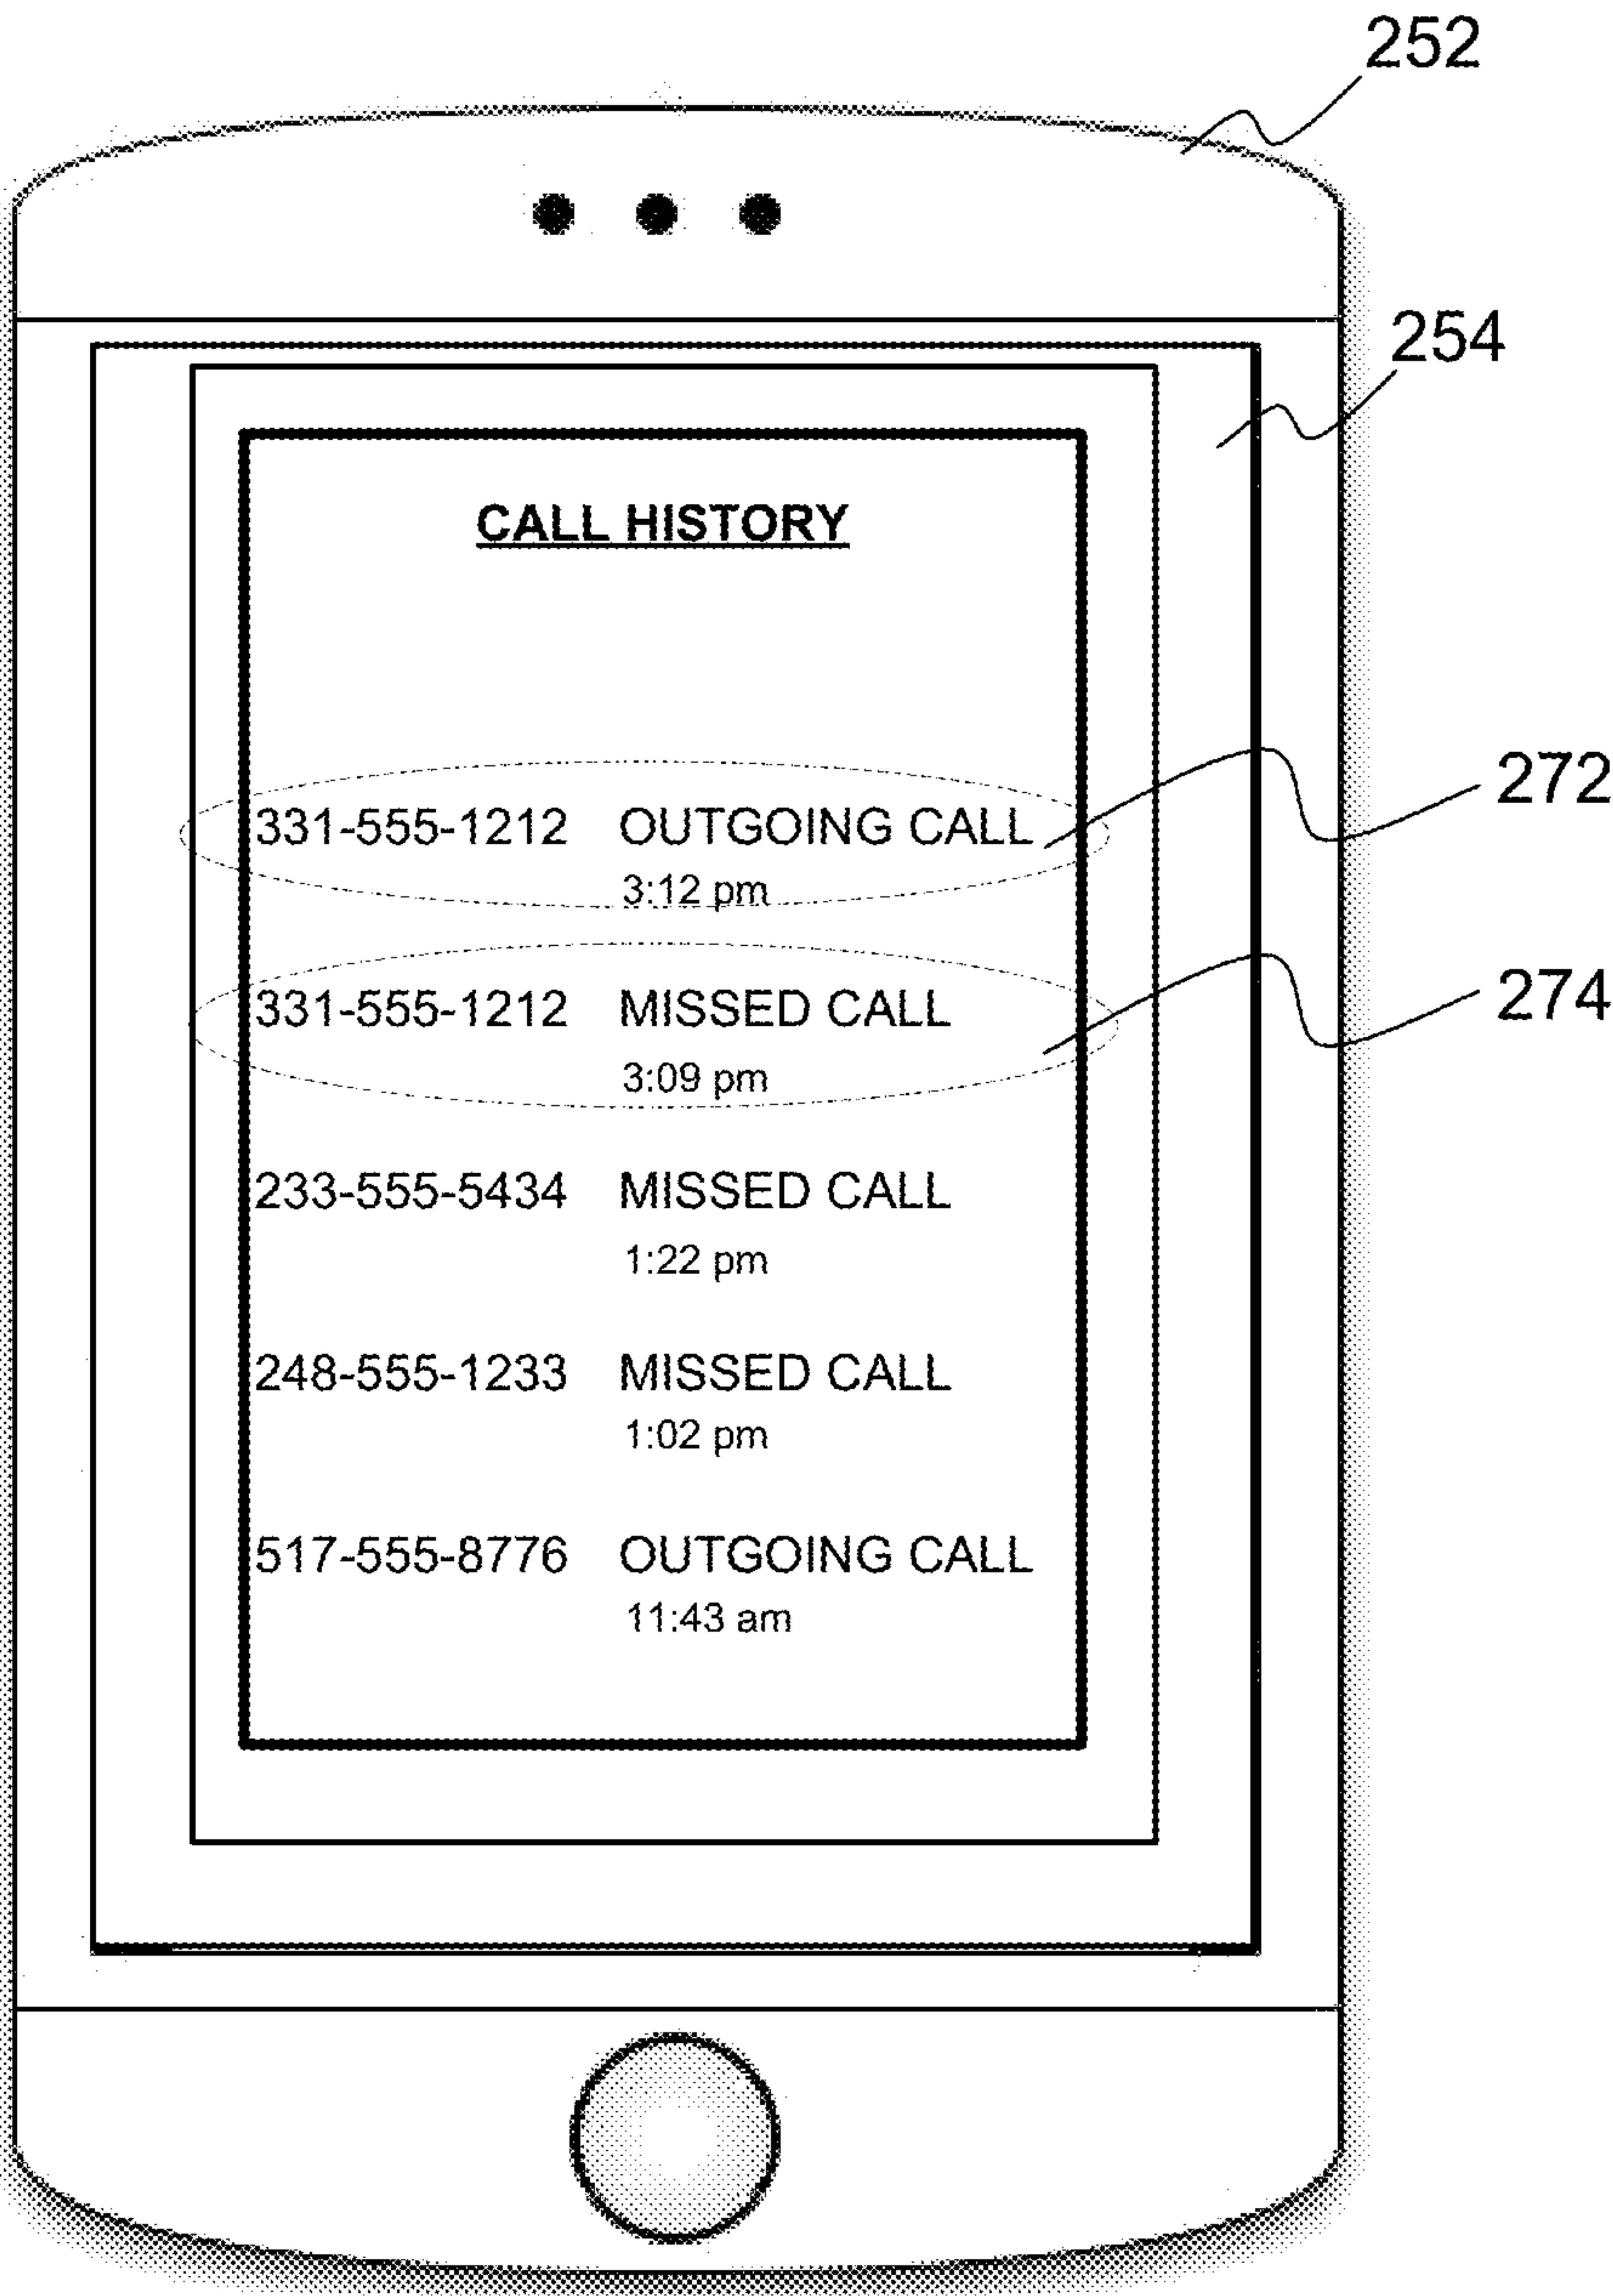 252
254
CALL HISTORY
331-555-1212 OUTGOING CALL
3:12 pm
272
331-555-1212 MISSED CALL
3:09 pm
274
233-555-5434 MISSED CALL
1:22 pm
248-555-1233 MISSED CALL
1:02 pm
517-555-8776 OUTGOING CALL
11:43 am